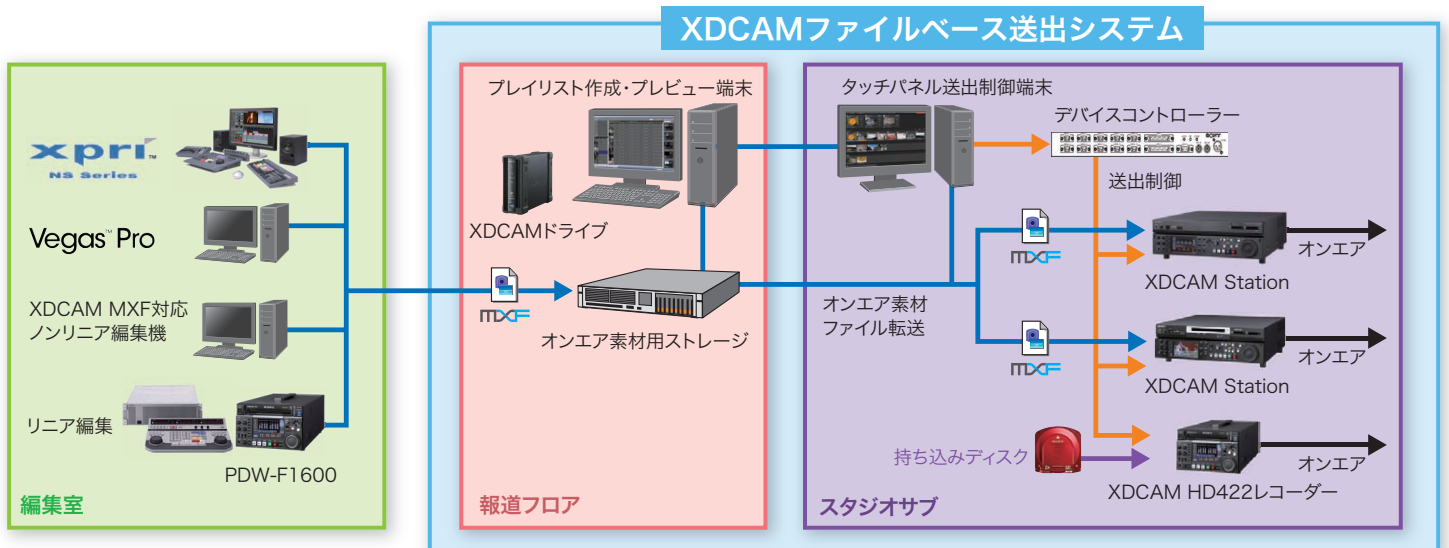 XDCAMファイルベース送出システム
xpri™
NS Series
Vegas™ Pro
XDCAM MXF対応
ノンリニア編集機
リニア編集
PDW-F1600
編集室
プレイリスト作成・プレビュー端末
XDCAMドライブ
MXF
オンエア素材用ストレージ
報道フロア
タッチパネル送出制御端末
デバイスコントローラー
SONY
送出制御
オンエア素材
ファイル転送
MXF
XDCAM Station
オンエア
MXF
XDCAM Station
オンエア
持ち込みディスク
XDCAM HD422レコーダー
オンエア
スタジオサブ